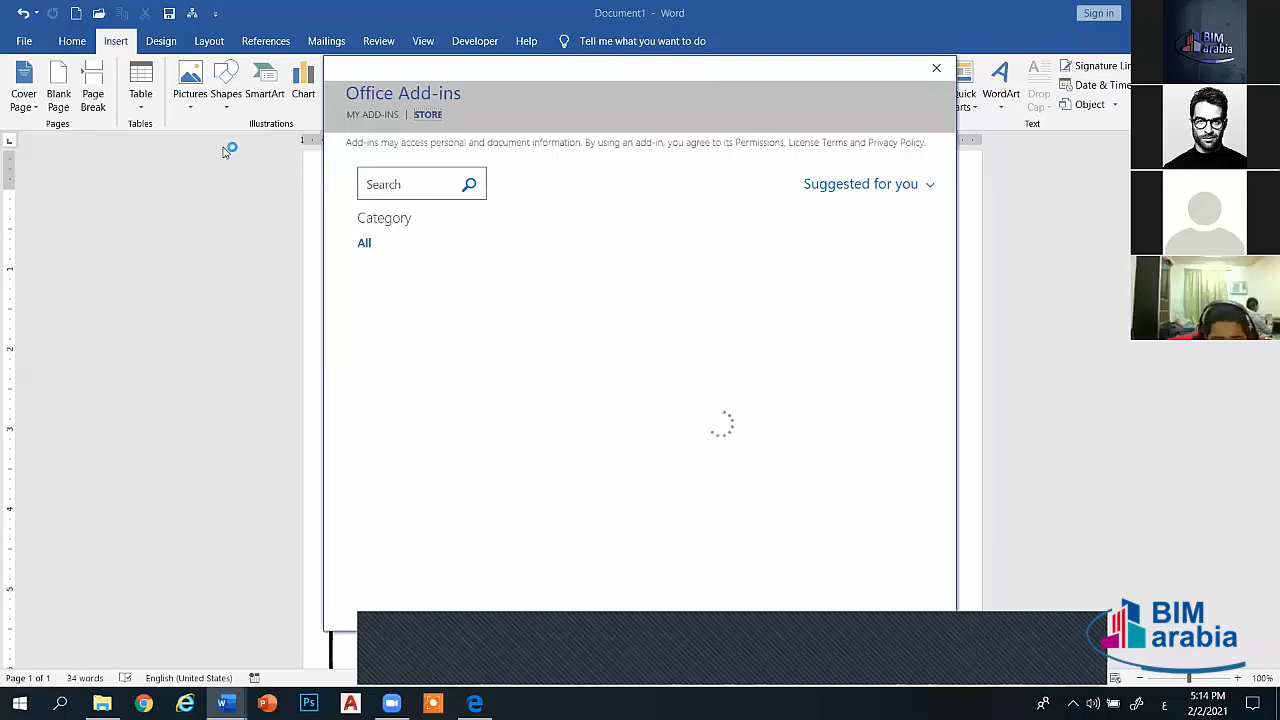 Document1 - Word
Sign in
File Home Insert Design Layout References Mailings Review View Developer Help Tell me what you want to do
Cover Page
Blank Page
Page Break
Table
Pictures
Shapes
SmartArt
Chart
WordArt
Drop Cap
Date & Time
Object
Pages
Tables
Illustrations
Text
Office Add-ins
MY ADD-INS | STORE
Add-ins may access personal and document information. By using an add-in, you agree to its Permissions, License Terms and Privacy Policy.
Search
Suggested for you
Category
All
BIM
arabia
BIM
arabia
Page 1 of 1 34 words English (United States)
100%
5:14 PM
2/2/2021